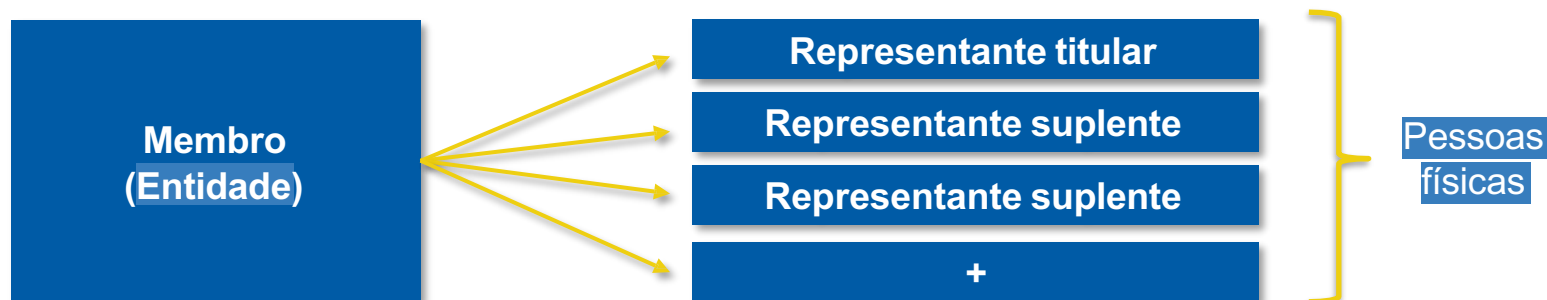 Membro
(Entidade)
Representante titular
Representante suplente
Representante suplente
+
Pessoas
físicas